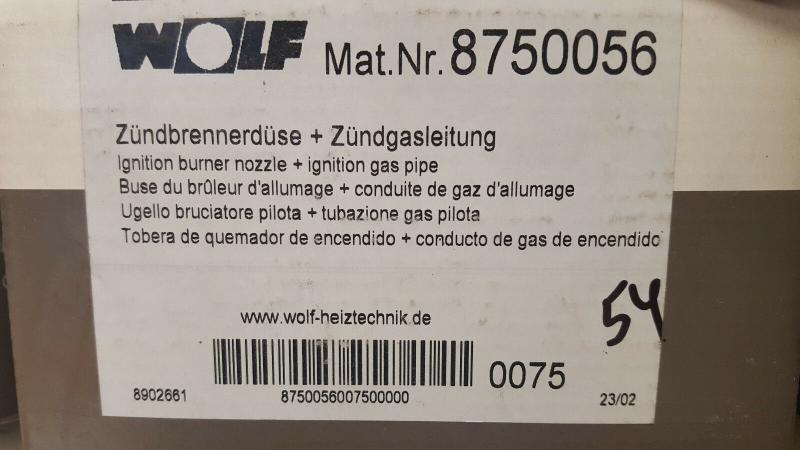 WOLF Mat.Nr. 8750056
Zündbrennerdüse + Zündgasleitung
Ignition burner nozzle + ignition gas pipe
Buse du brûleur d'allumage + conduite de gaz d'allumage
Ugello bruciatore pilota + tubazione gas pilota
Tobera de quemador de encendido + conducto de gas de encendido
www.wolf-heiztechnik.de
54
0075
8902661 8750056007500000 23/02